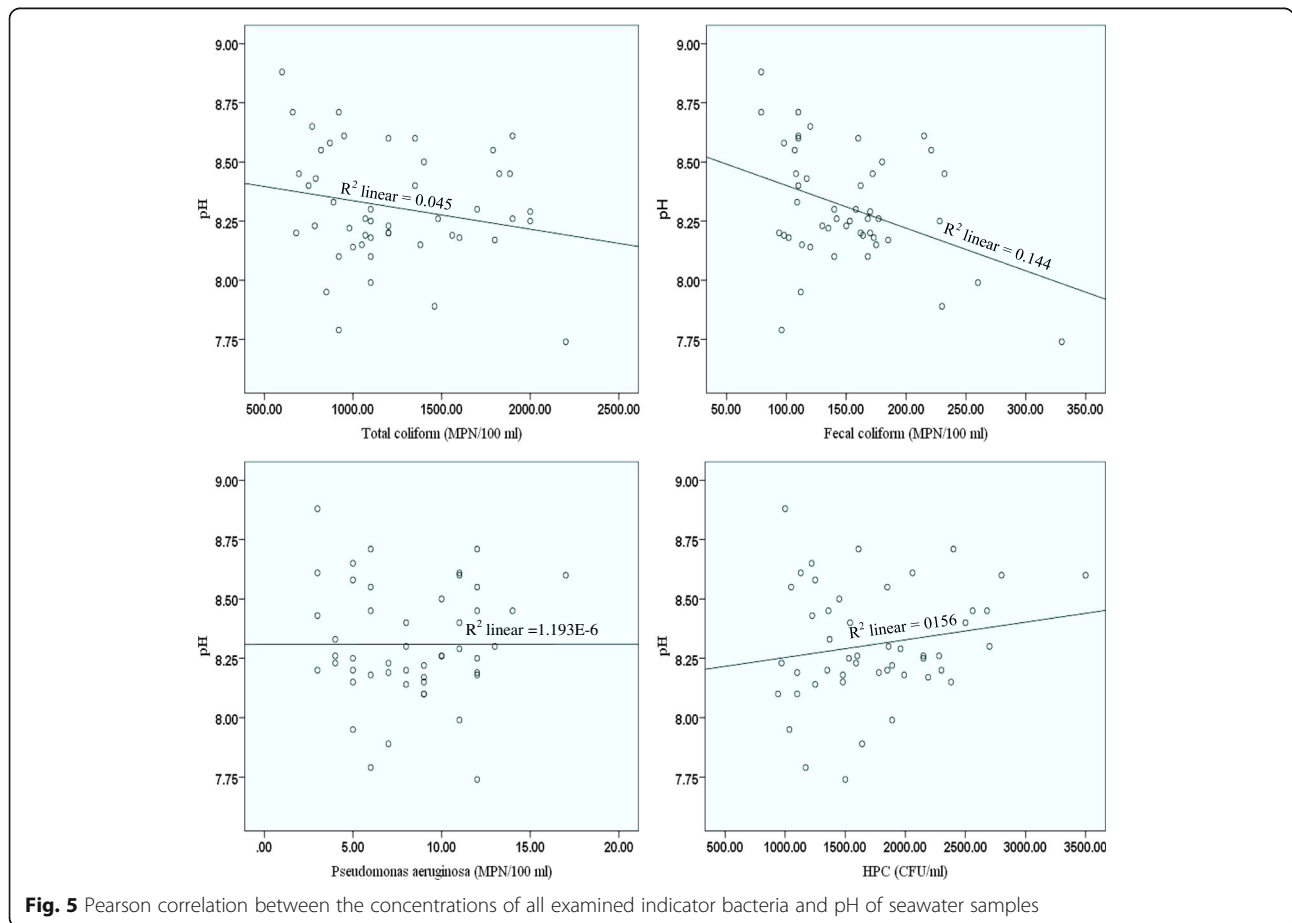 9.00
8.75
8.50
8.25
8.00
7.75
pH
R² linear = 0.045
500.00 1000.00 1500.00 2000.00 2500.00
Total coliform (MPN/100 ml)
9.00
8.75
8.50
8.25
8.00
7.75
pH
R² linear = 0.144
50.00 100.00 150.00 200.00 250.00 300.00 350.00
Fecal coliform (MPN/100 ml)
9.00
8.75
8.50
8.25
8.00
7.75
pH
R² linear =1.193E-6
.00 5.00 10.00 15.00 20.00
Pseudomonas aeruginosa (MPN/100 ml)
9.00
8.75
8.50
8.25
8.00
7.75
pH
R² linear = 0156
500.00 1000.00 1500.00 2000.00 2500.00 3000.00 3500.00
HPC (CFU/ml)
Fig. 5 Pearson correlation between the concentrations of all examined indicator bacteria and pH of seawater samples